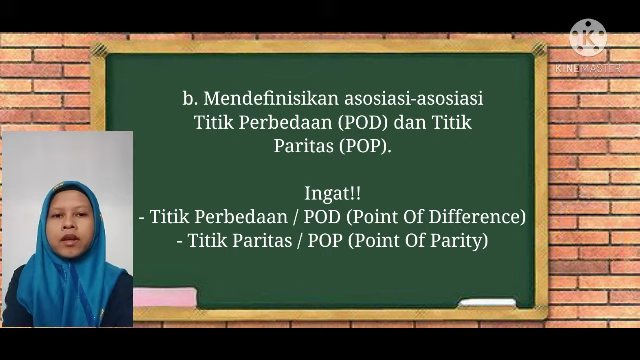 b. Mendefinisikan asosiasi-asosiasi
Titik Perbedaan (POD) dan Titik
Paritas (POP).
Ingat!!
- Titik Perbedaan / POD (Point Of Difference)
- Titik Paritas / POP (Point Of Parity)
KINEMASTER